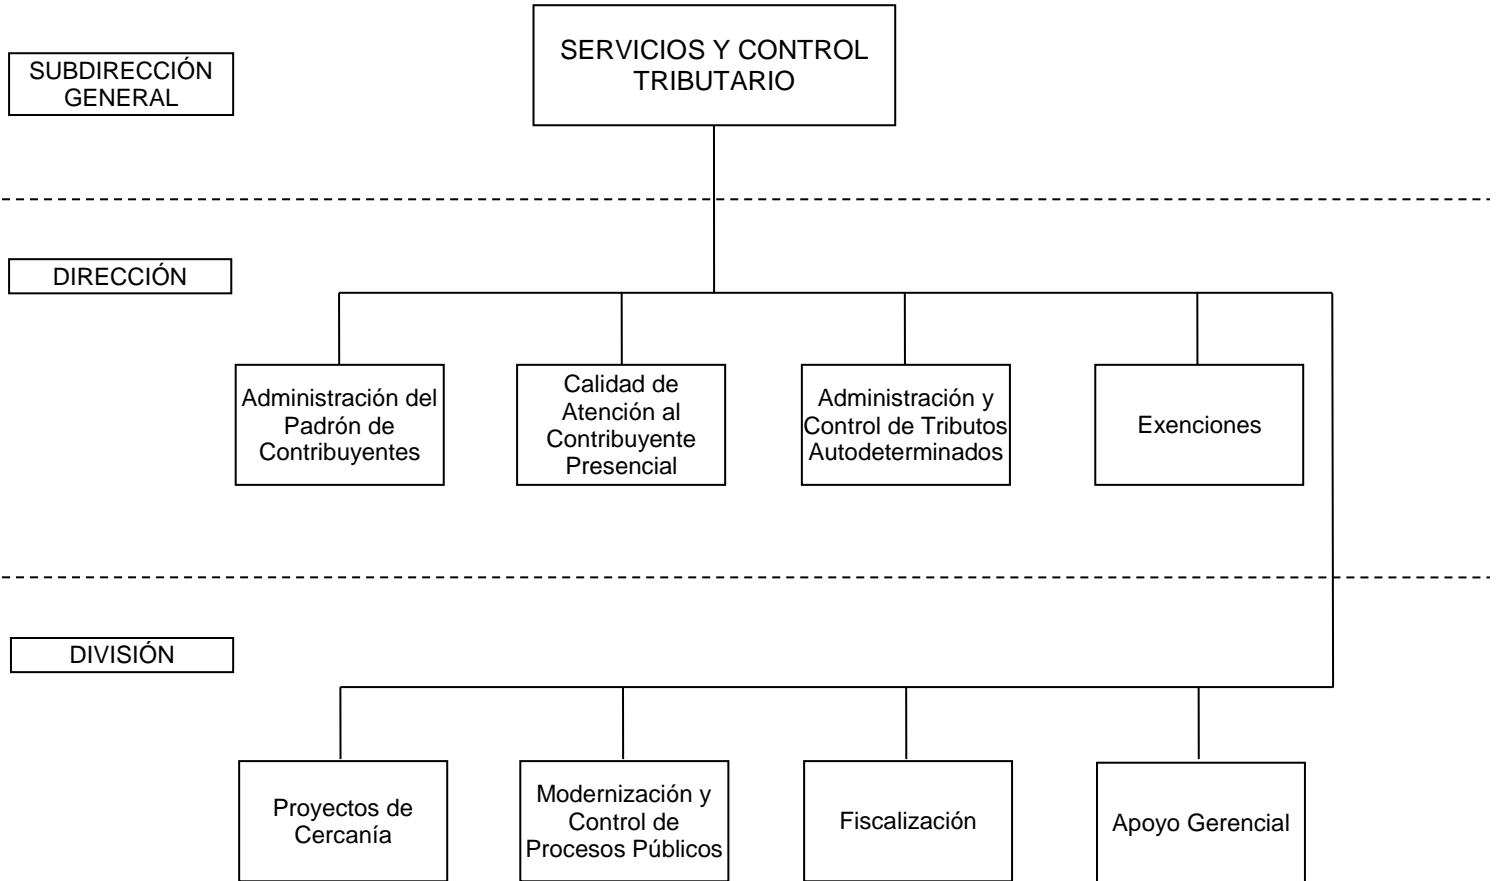 SUBDIRECCIÓN
GENERAL
SERVICIOS Y CONTROL
TRIBUTARIO
DIRECCIÓN
Administración del
Padrón de
Contribuyentes
Calidad de
Atención al
Contribuyente
Presencial
Administración y
Control de Tributos
Autodeterminados
Exenciones
DIVISIÓN
Proyectos de
Cercanía
Modernización y
Control de
Procesos Públicos
Fiscalización
Apoyo Gerencial